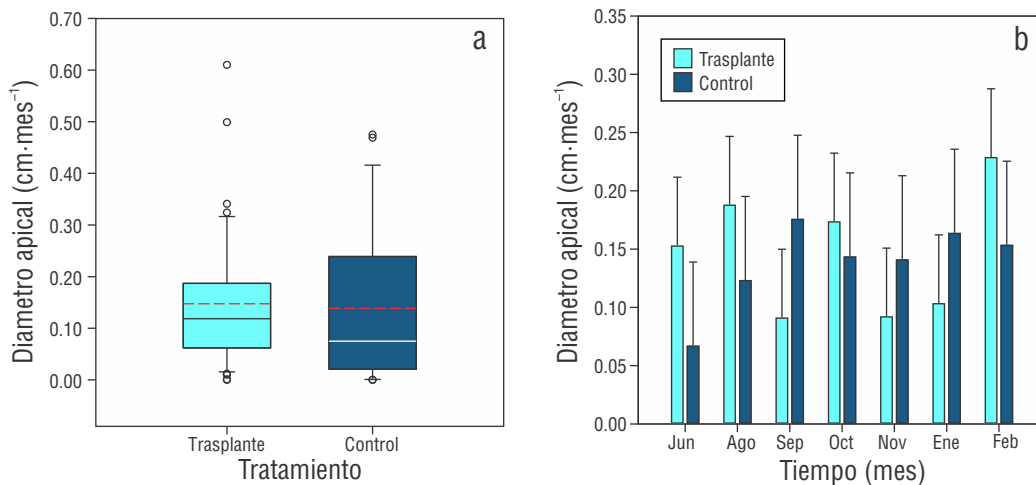 a
0.70
0.60
0.50
0.40
0.30
0.20
0.10
0.00
Diametro apical (cm·mes⁻¹)
Trasplante Control
Tratamiento
b
0.35
0.30
0.25
0.20
0.15
0.10
0.05
0.00
Diametro apical (cm·mes⁻¹)
Trasplante
Control
Jun Ago Sep Oct Nov Ene Feb
Tiempo (mes)